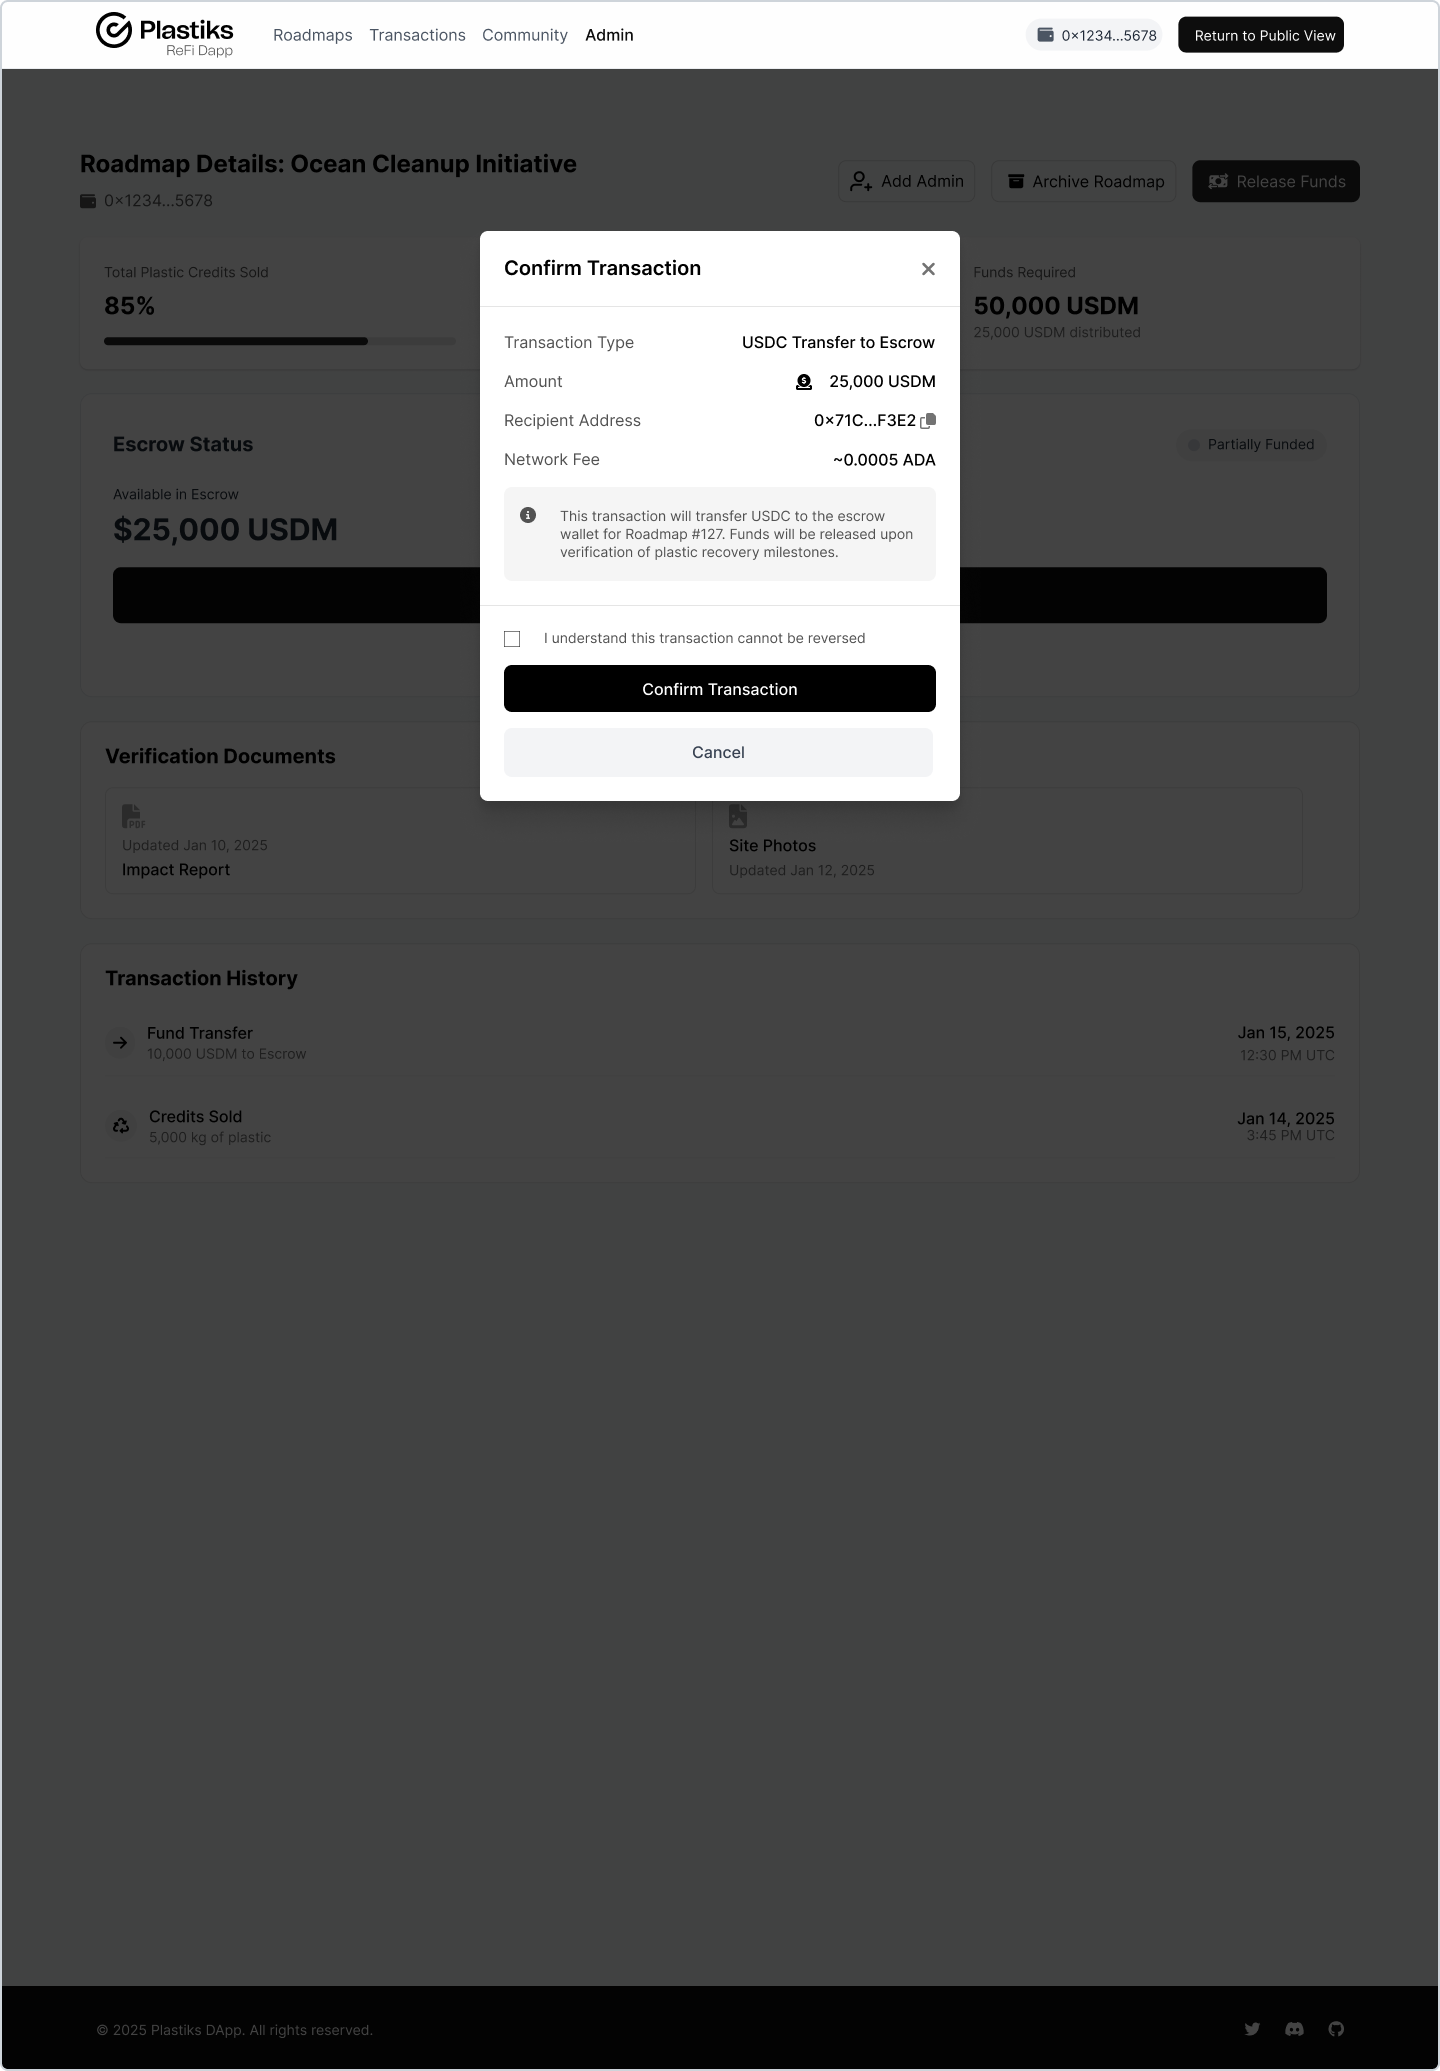 Plastiks
ReFi Dapp
Roadmaps Transactions Community Admin
0x1234...5678
Return to Public View
Roadmap Details: Ocean Cleanup Initiative
0x1234...5678
Add Admin
Archive Roadmap
Release Funds
Total Plastic Credits Sold
85%
Funds Required
50,000 USDM
25,000 USDM distributed
Confirm Transaction
Transaction Type USDC Transfer to Escrow
Amount 25,000 USDM
Recipient Address 0x71C...F3E2
Network Fee ~0.0005 ADA
This transaction will transfer USDC to the escrow
wallet for Roadmap #127. Funds will be released upon
verification of plastic recovery milestones.
I understand this transaction cannot be reversed
Confirm Transaction
Cancel
Escrow Status
Partially Funded
Available in Escrow
$25,000 USDM
Verification Documents
PDF
Updated Jan 10, 2025
Impact Report
Site Photos
Updated Jan 12, 2025
Transaction History
Fund Transfer
10,000 USDM to Escrow
Jan 15, 2025
12:30 PM UTC
Credits Sold
5,000 kg of plastic
Jan 14, 2025
3:45 PM UTC
© 2025 Plastiks DApp. All rights reserved.